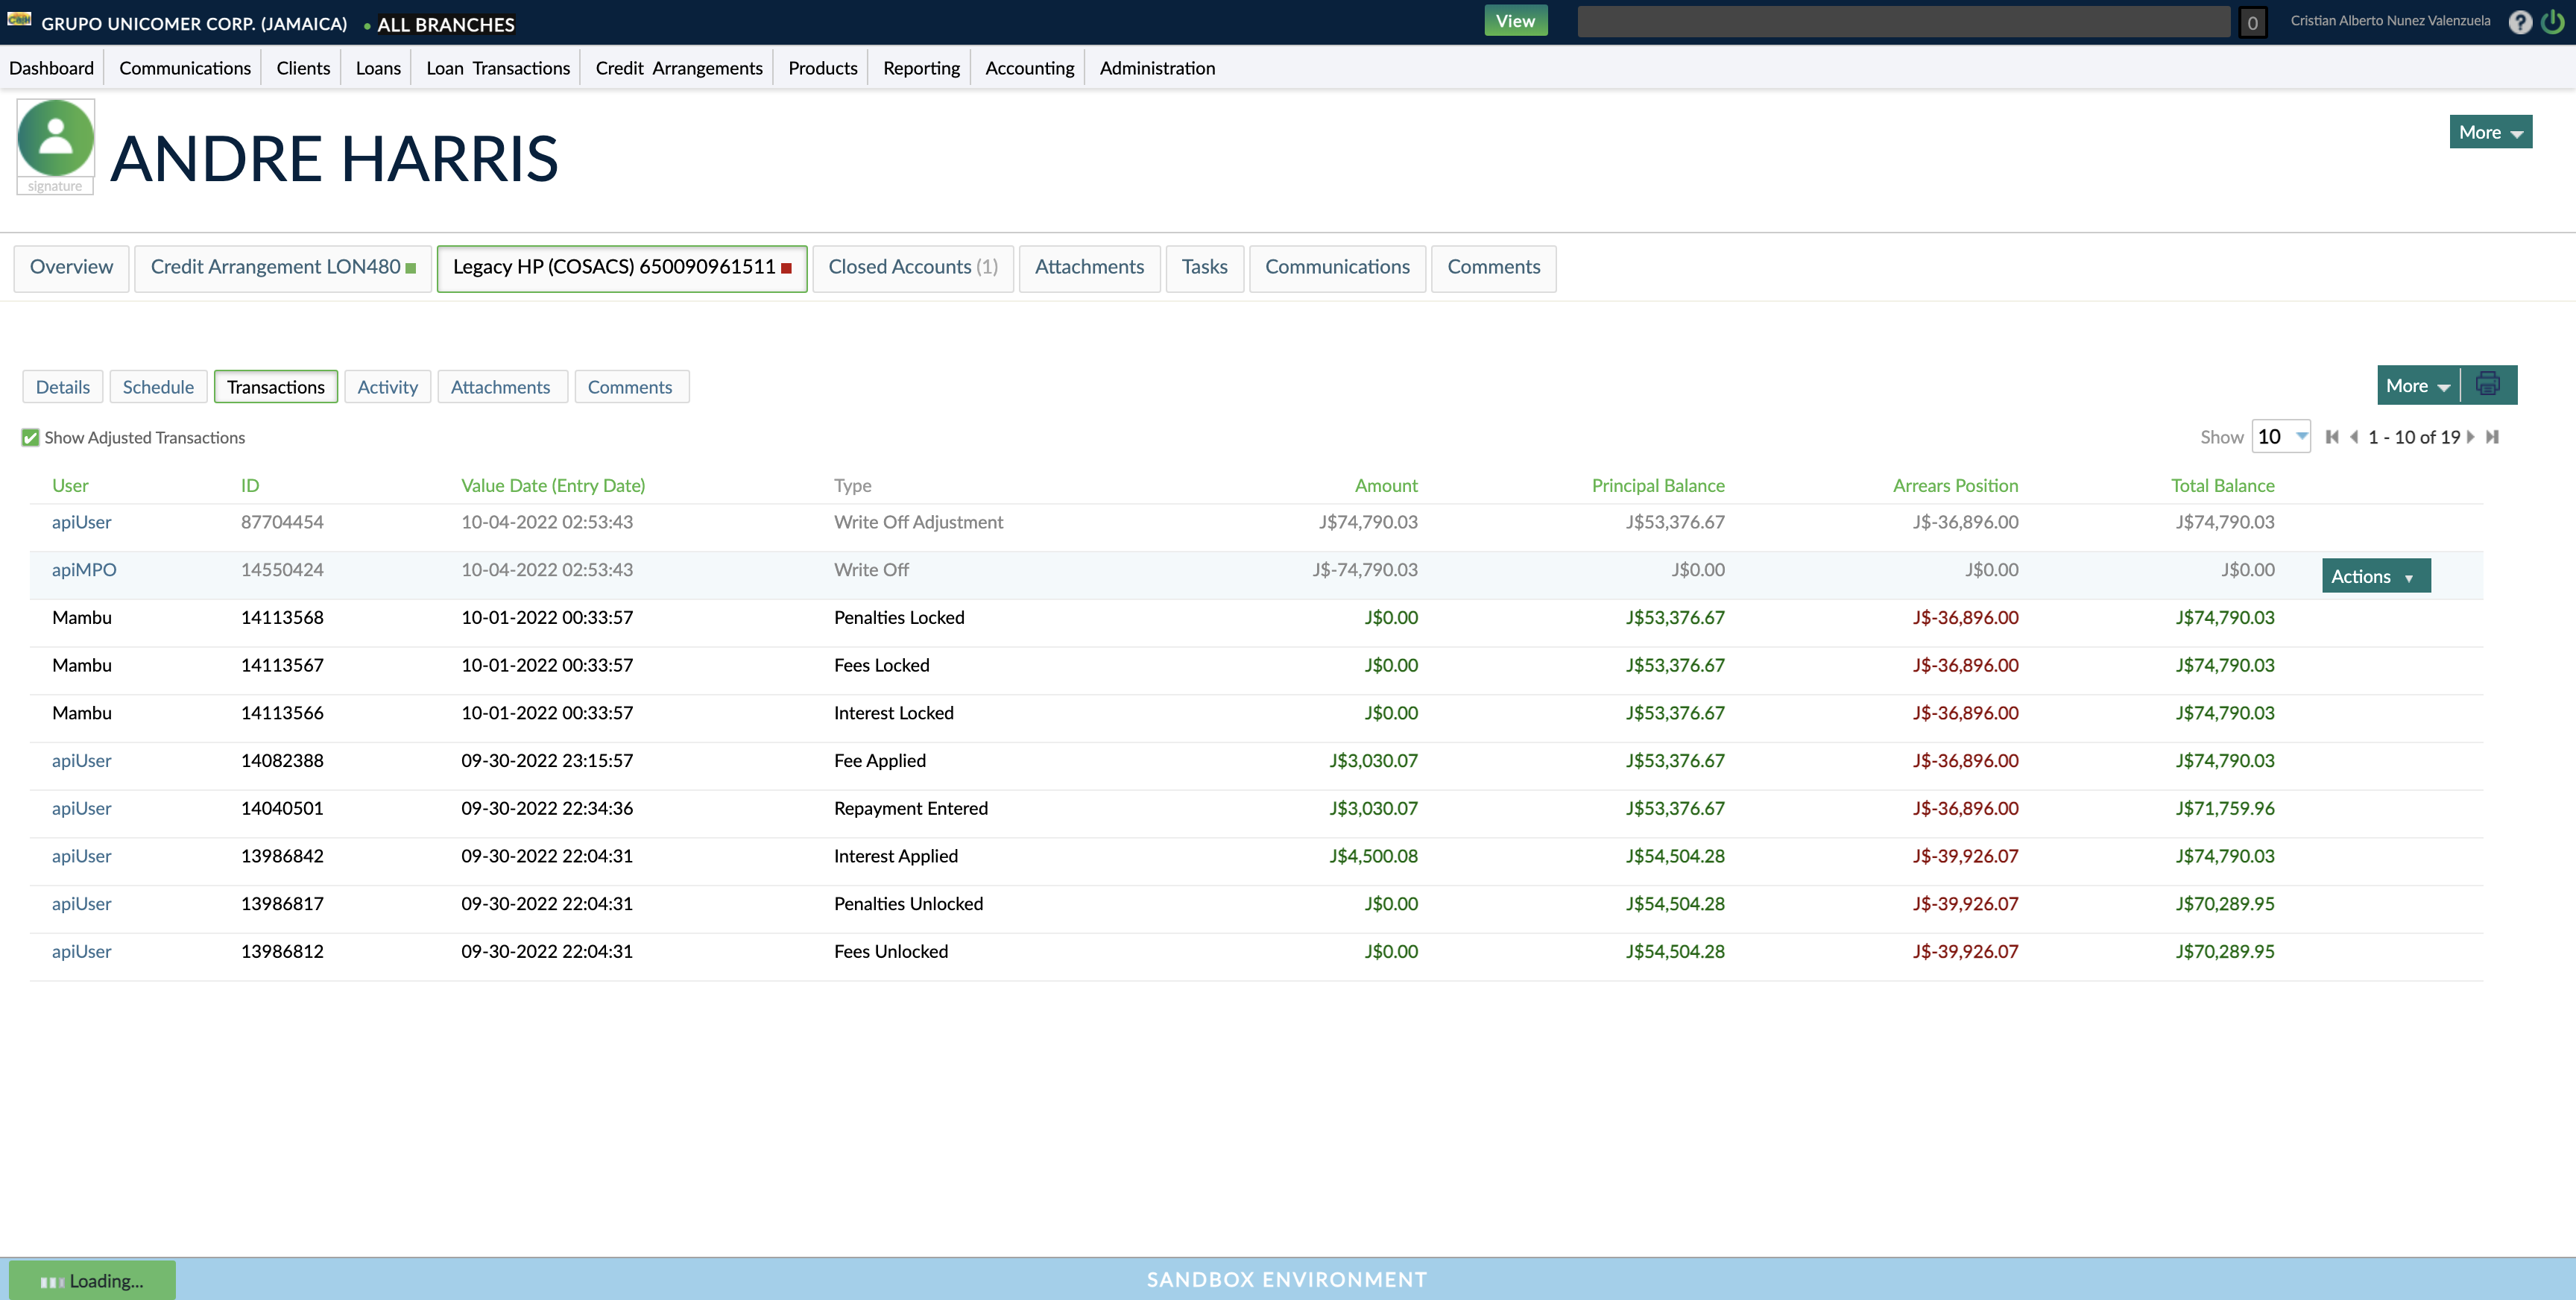 GRUPO UNICOMER CORP. (JAMAICA) • ALL BRANCHES View 0 Cristian Alberto Nunez Valenzuela ?
Dashboard Communications Clients Loans Loan Transactions Credit Arrangements Products Reporting Accounting Administration
ANDRE HARRIS More
signature
Overview Credit Arrangement LON480 Legacy HP (COSACS) 650090961511 Closed Accounts (1) Attachments Tasks Communications Comments
Details Schedule Transactions Activity Attachments Comments More
Show Adjusted Transactions Show 10 1 - 10 of 19
User ID Value Date (Entry Date) Type Amount Principal Balance Arrears Position Total Balance
apiUser 87704454 10-04-2022 02:53:43 Write Off Adjustment J$74,790.03 J$53,376.67 J$-36,896.00 J$74,790.03
apiMPO 14550424 10-04-2022 02:53:43 Write Off J$-74,790.03 J$0.00 J$0.00 J$0.00 Actions
Mambu 14113568 10-01-2022 00:33:57 Penalties Locked J$0.00 J$53,376.67 J$-36,896.00 J$74,790.03
Mambu 14113567 10-01-2022 00:33:57 Fees Locked J$0.00 J$53,376.67 J$-36,896.00 J$74,790.03
Mambu 14113566 10-01-2022 00:33:57 Interest Locked J$0.00 J$53,376.67 J$-36,896.00 J$74,790.03
apiUser 14082388 09-30-2022 23:15:57 Fee Applied J$3,030.07 J$53,376.67 J$-36,896.00 J$74,790.03
apiUser 14040501 09-30-2022 22:34:36 Repayment Entered J$3,030.07 J$53,376.67 J$-36,896.00 J$71,759.96
apiUser 13986842 09-30-2022 22:04:31 Interest Applied J$4,500.08 J$54,504.28 J$-39,926.07 J$74,790.03
apiUser 13986817 09-30-2022 22:04:31 Penalties Unlocked J$0.00 J$54,504.28 J$-39,926.07 J$70,289.95
apiUser 13986812 09-30-2022 22:04:31 Fees Unlocked J$0.00 J$54,504.28 J$-39,926.07 J$70,289.95
Loading... SANDBOX ENVIRONMENT